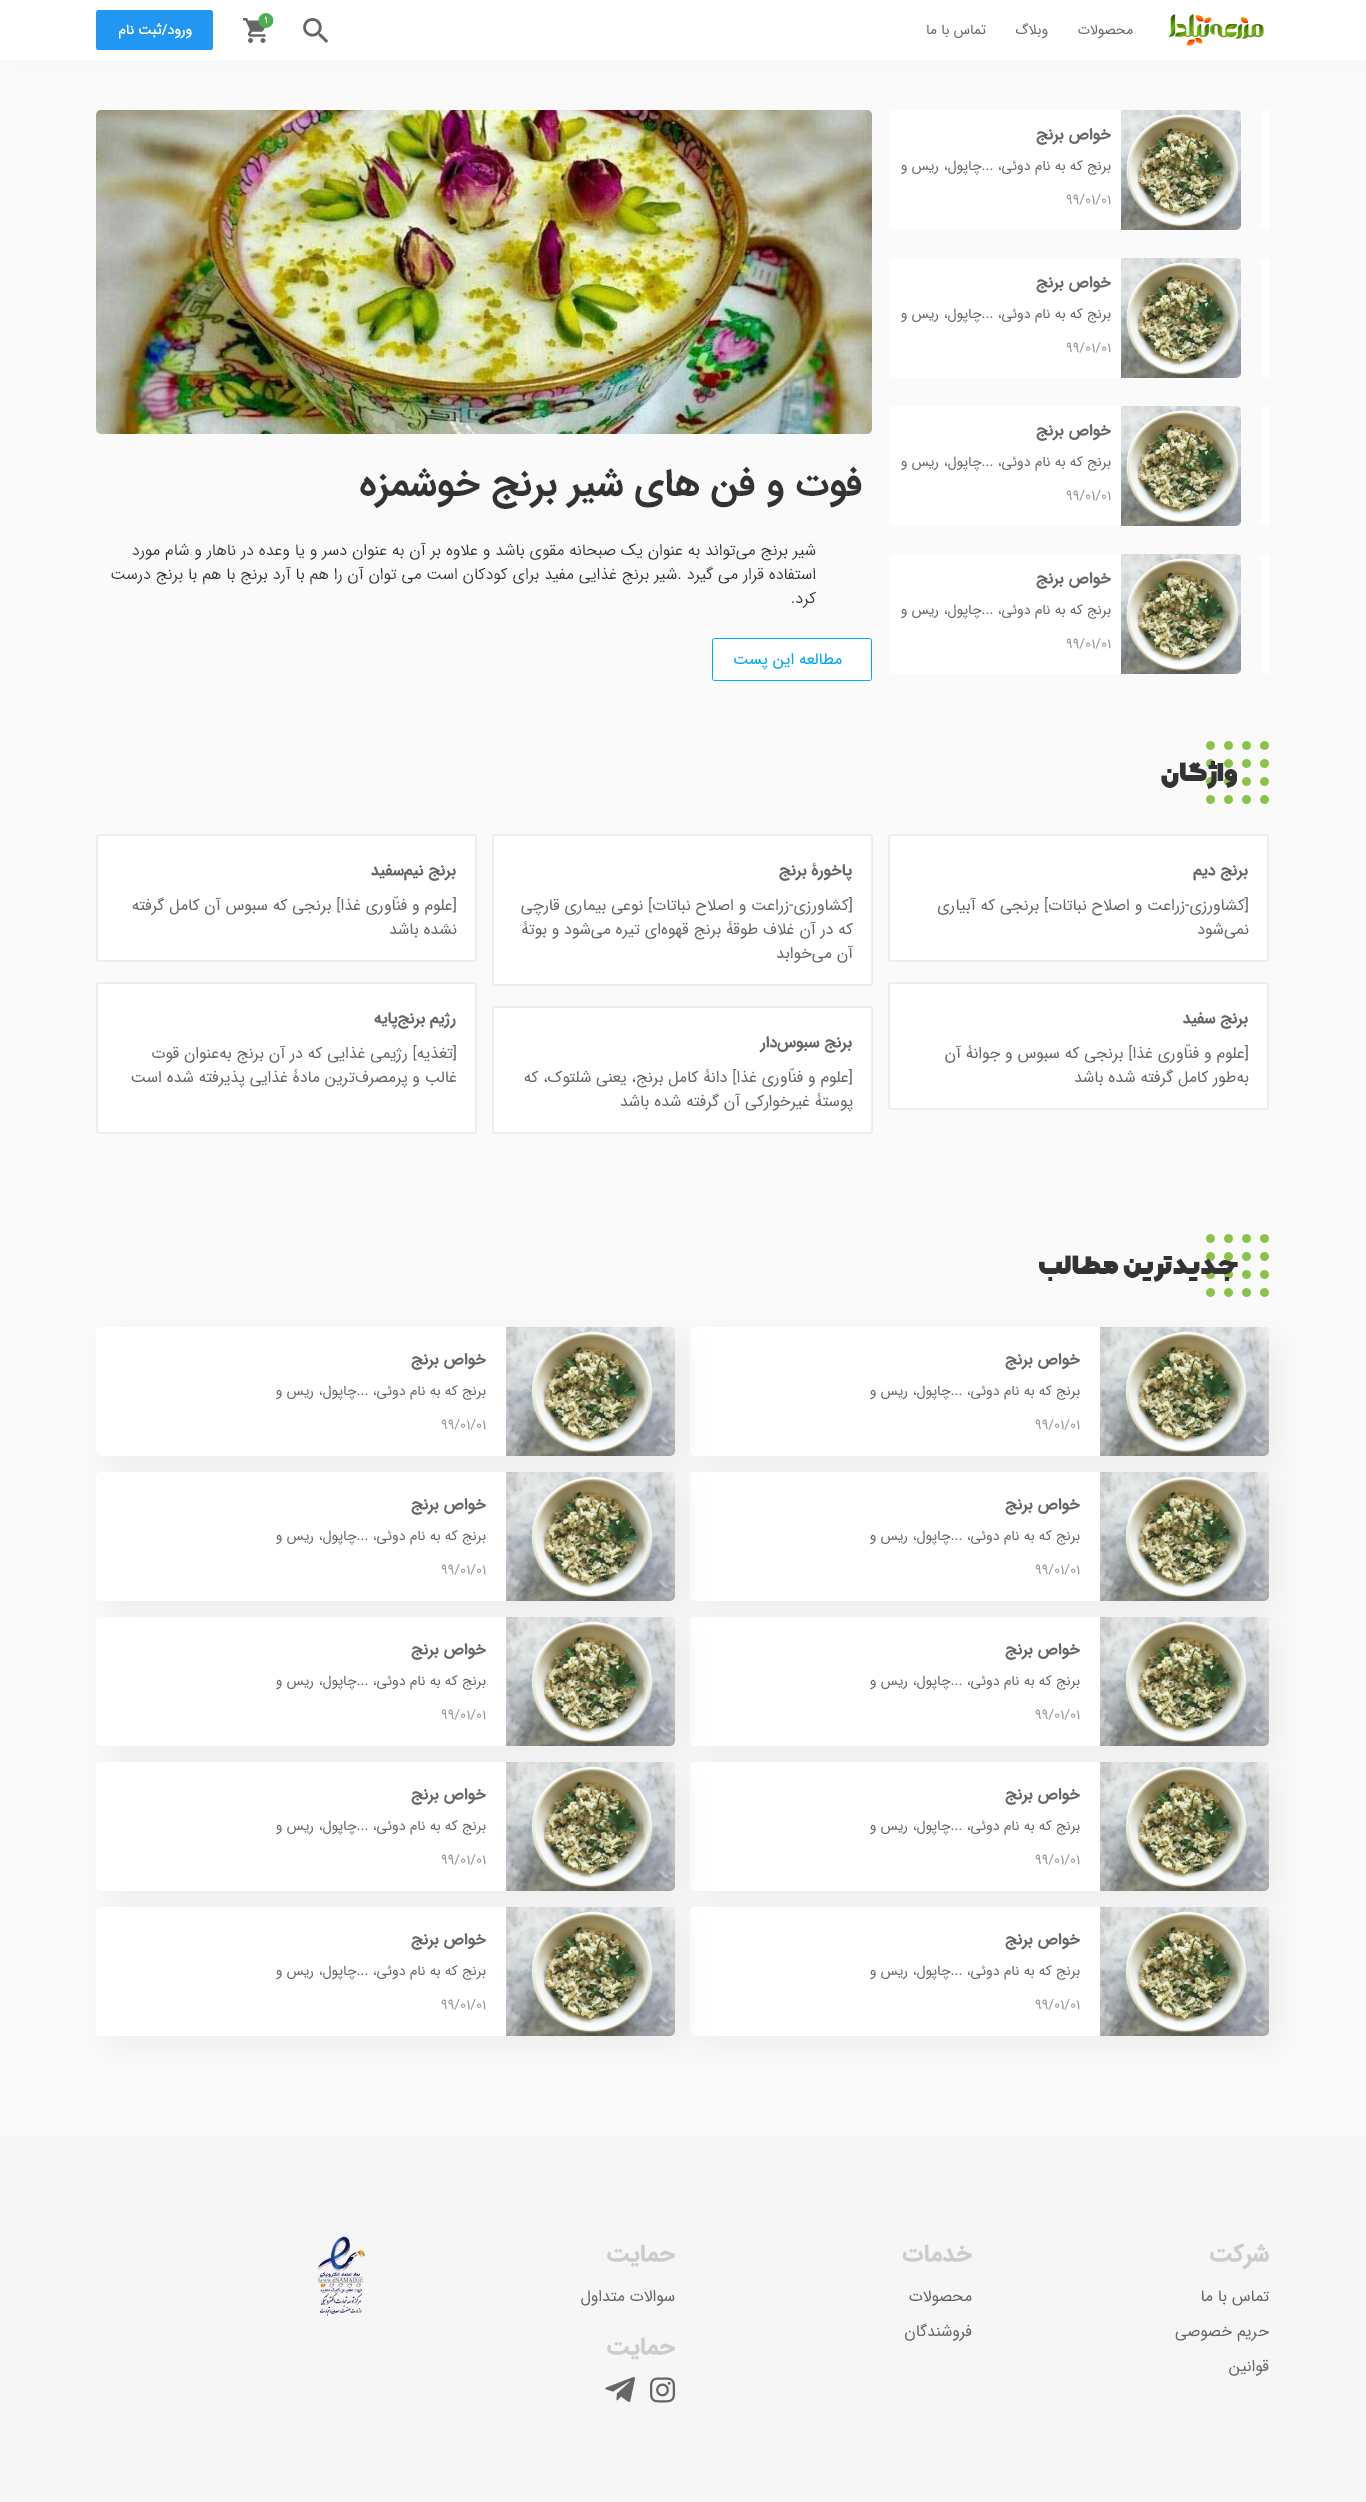 مزرعه تیلدا
محصولات
وبلاگ
تماس با ما
۱
ورود/ثبت نام
خواص برنج
برنج که به نام دوئی، ...چاپول، ریس و
۹۹/۰۱/۰۱
خواص برنج
برنج که به نام دوئی، ...چاپول، ریس و
۹۹/۰۱/۰۱
خواص برنج
برنج که به نام دوئی، ...چاپول، ریس و
۹۹/۰۱/۰۱
خواص برنج
برنج که به نام دوئی، ...چاپول، ریس و
۹۹/۰۱/۰۱
فوت و فن های شیر برنج خوشمزه
شیر برنج می‌تواند به عنوان یک صبحانه مقوی باشد و علاوه بر آن به عنوان دسر و یا وعده در ناهار و شام مورد
استفاده قرار می گیرد .شیر برنج غذایی مفید برای کودکان است می توان آن را هم با آرد برنج با هم با برنج درست
کرد.
مطالعه این پست
واژگان
برنج دیم
[کشاورزی-زراعت و اصلاح نباتات] برنجی که آبیاری
نمی‌شود
پاخورهٔ برنج
[کشاورزی-زراعت و اصلاح نباتات] نوعی بیماری قارچی
که در آن غلاف طوقهٔ برنج قهوه‌ای تیره می‌شود و بوتهٔ
آن می‌خوابد
برنج نیم‌سفید
[علوم و فنّاوری غذا] برنجی که سبوس آن کامل گرفته
نشده باشد
برنج سفید
[علوم و فنّاوری غذا] برنجی که سبوس و جوانهٔ آن
به‌طور کامل گرفته شده باشد
برنج سبوس‌دار
[علوم و فنّاوری غذا] دانهٔ کامل برنج، یعنی شلتوک، که
پوستهٔ غیرخوارکی آن گرفته شده باشد
رژیم برنج‌پایه
[تغذیه] رژیمی غذایی که در آن برنج به‌عنوان قوت
غالب و پرمصرف‌ترین مادهٔ غذایی پذیرفته شده است
جدیدترین مطالب
خواص برنج
برنج که به نام دوئی، ...چاپول، ریس و
۹۹/۰۱/۰۱
خواص برنج
برنج که به نام دوئی، ...چاپول، ریس و
۹۹/۰۱/۰۱
خواص برنج
برنج که به نام دوئی، ...چاپول، ریس و
۹۹/۰۱/۰۱
خواص برنج
برنج که به نام دوئی، ...چاپول، ریس و
۹۹/۰۱/۰۱
خواص برنج
برنج که به نام دوئی، ...چاپول، ریس و
۹۹/۰۱/۰۱
خواص برنج
برنج که به نام دوئی، ...چاپول، ریس و
۹۹/۰۱/۰۱
خواص برنج
برنج که به نام دوئی، ...چاپول، ریس و
۹۹/۰۱/۰۱
خواص برنج
برنج که به نام دوئی، ...چاپول، ریس و
۹۹/۰۱/۰۱
خواص برنج
برنج که به نام دوئی، ...چاپول، ریس و
۹۹/۰۱/۰۱
خواص برنج
برنج که به نام دوئی، ...چاپول، ریس و
۹۹/۰۱/۰۱
شرکت
تماس با ما
حریم خصوصی
قوانین
خدمات
محصولات
فروشندگان
حمایت
سوالات متداول
حمایت
نماد اعتماد الکترونیکی
www.eNAMAD.ir